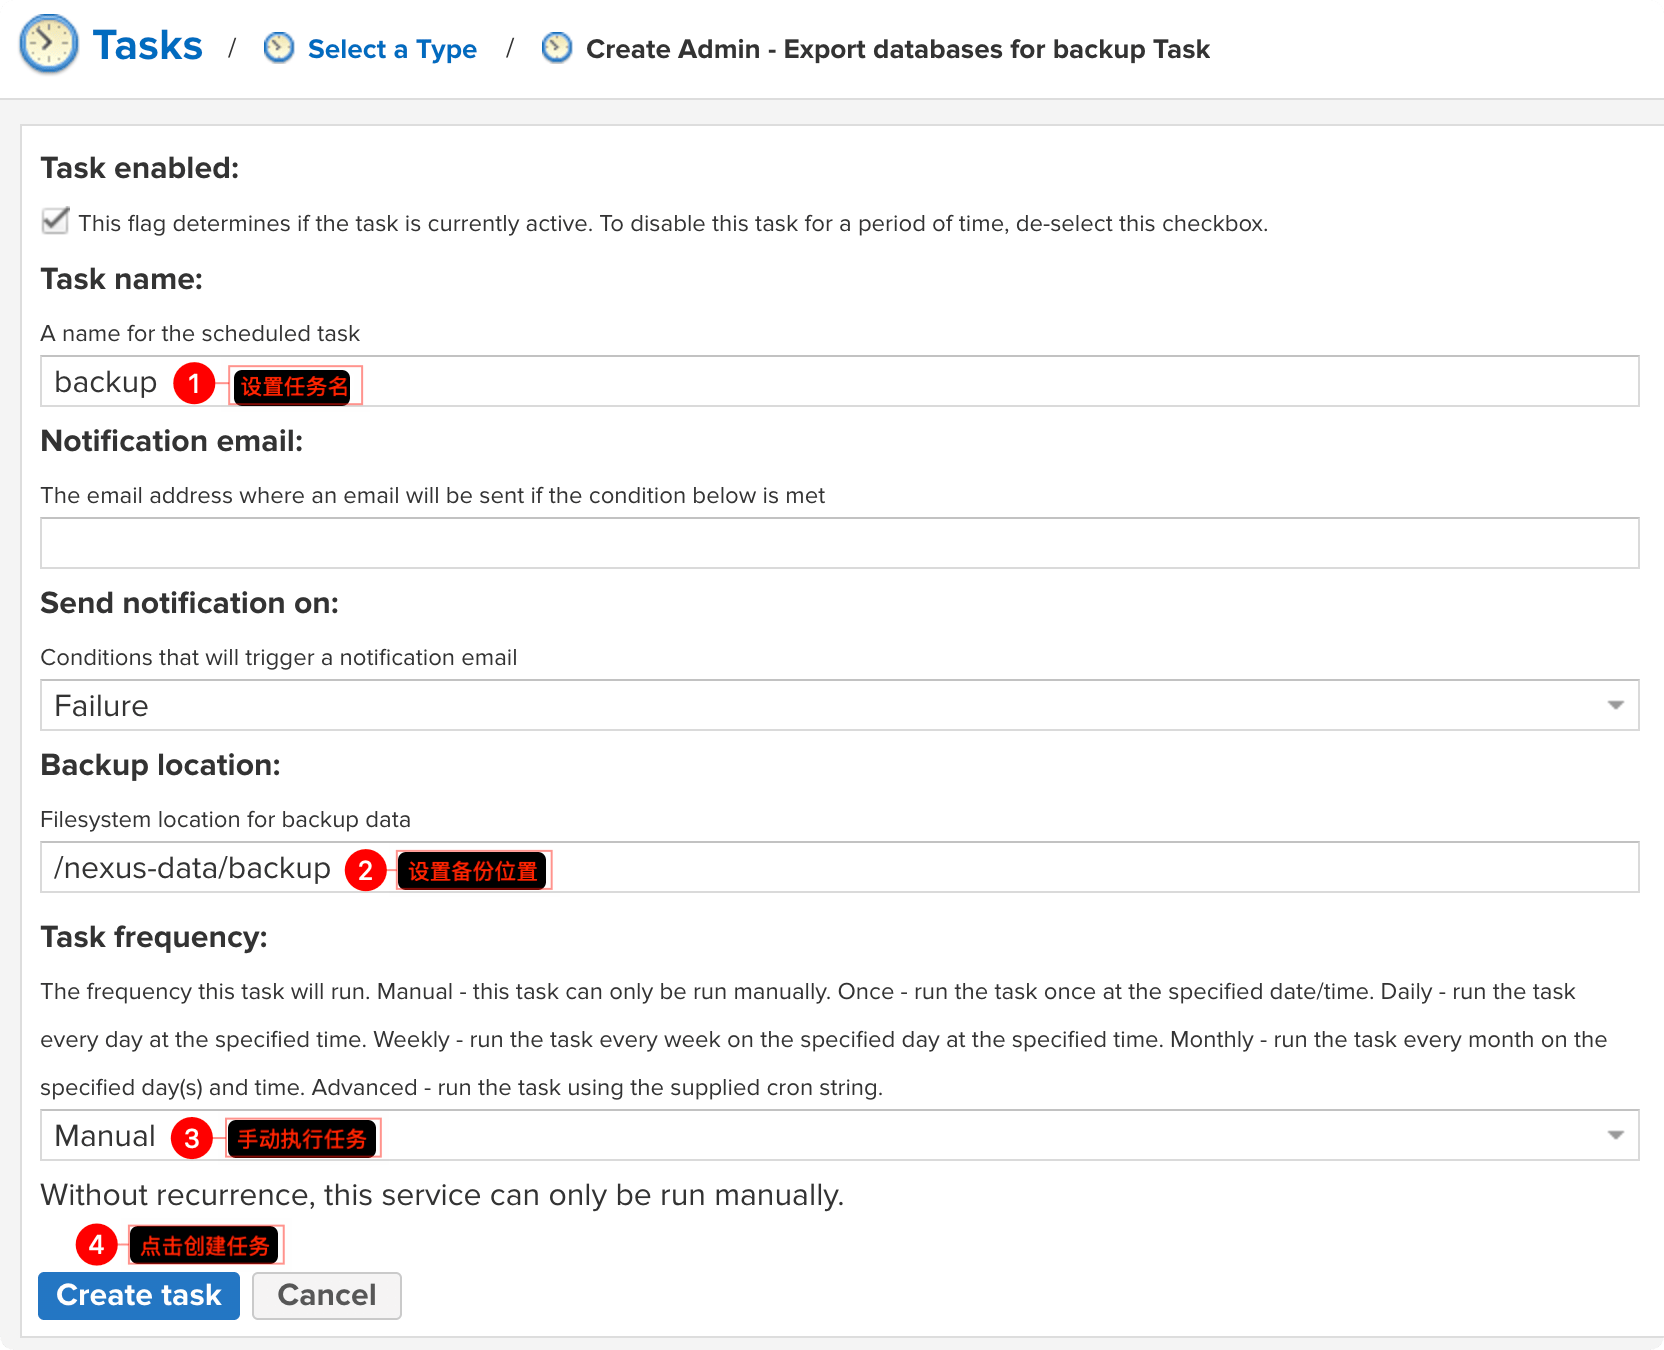 Tasks / Select a Type / Create Admin - Export databases for backup Task
Task enabled:
This flag determines if the task is currently active. To disable this task for a period of time, de-select this checkbox.
Task name:
A name for the scheduled task
backup 1 设置任务名
Notification email:
The email address where an email will be sent if the condition below is met
Send notification on:
Conditions that will trigger a notification email
Failure
Backup location:
Filesystem location for backup data
/nexus-data/backup 2 设置备份位置
Task frequency:
The frequency this task will run. Manual - this task can only be run manually. Once - run the task once at the specified date/time. Daily - run the task
every day at the specified time. Weekly - run the task every week on the specified day at the specified time. Monthly - run the task every month on the
specified day(s) and time. Advanced - run the task using the supplied cron string.
Manual 3 手动执行任务
Without recurrence, this service can only be run manually.
4 点击创建任务
Create task Cancel